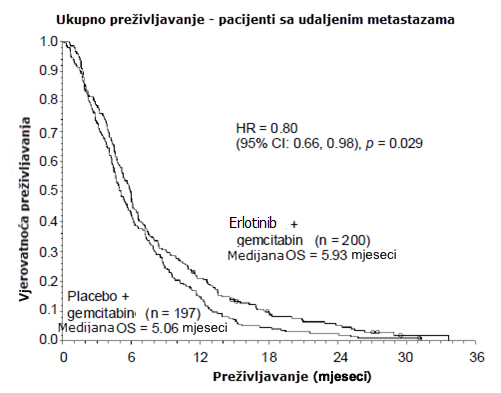 Ukupno preživljavanje - pacijenti sa udaljenim metastazama
Vjerovatnoća preživljavanja
1.0
0.9
0.8
0.7
0.6
0.5
0.4
0.3
0.2
0.1
0.0
HR = 0.80
(95% CI: 0.66, 0.98), p = 0.029
Erlotinib +
gemcitabin (n = 200)
Medijana OS = 5.93 mjeseci
Placebo +
gemcitabin (n = 197)
Medijana OS = 5.06 mjeseci
0 6 12 18 24 30 36
Preživljavanje (mjeseci)